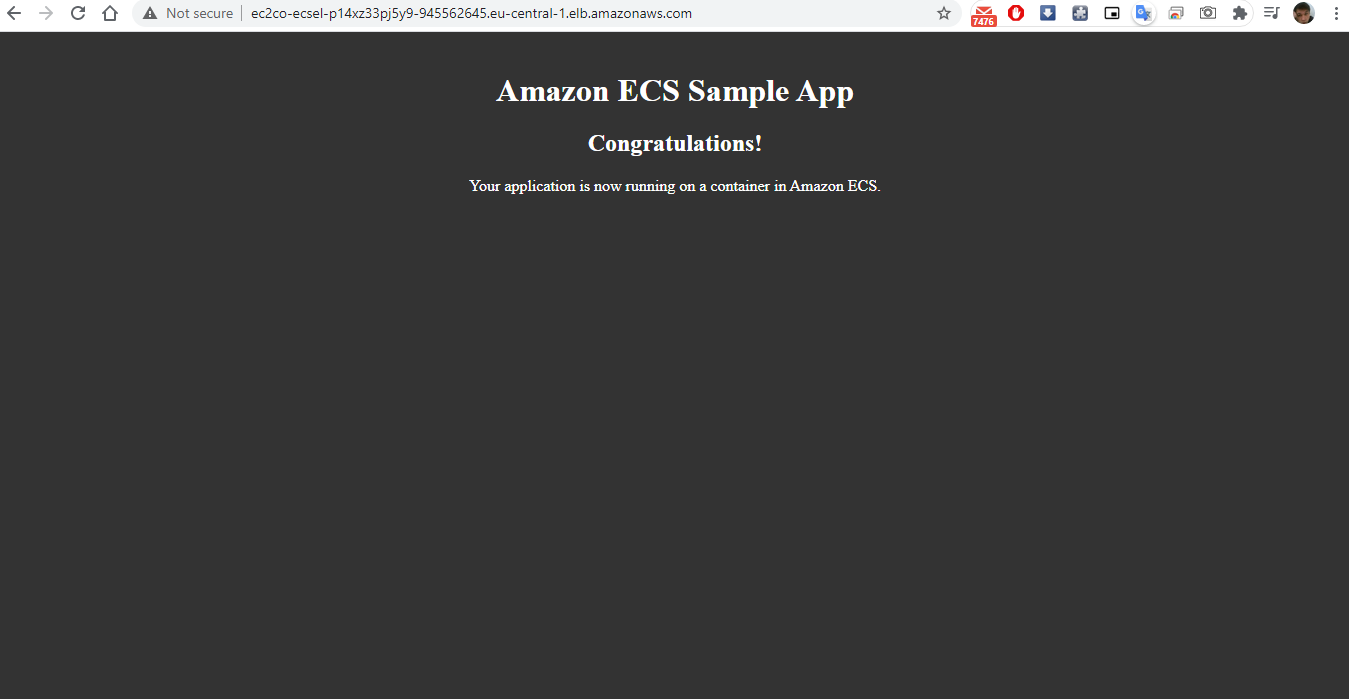 Not secure ec2co-ecsel-p14xz33pj5y9-945562645.eu-central-1.elb.amazonaws.com
7476
Amazon ECS Sample App
Congratulations!
Your application is now running on a container in Amazon ECS.